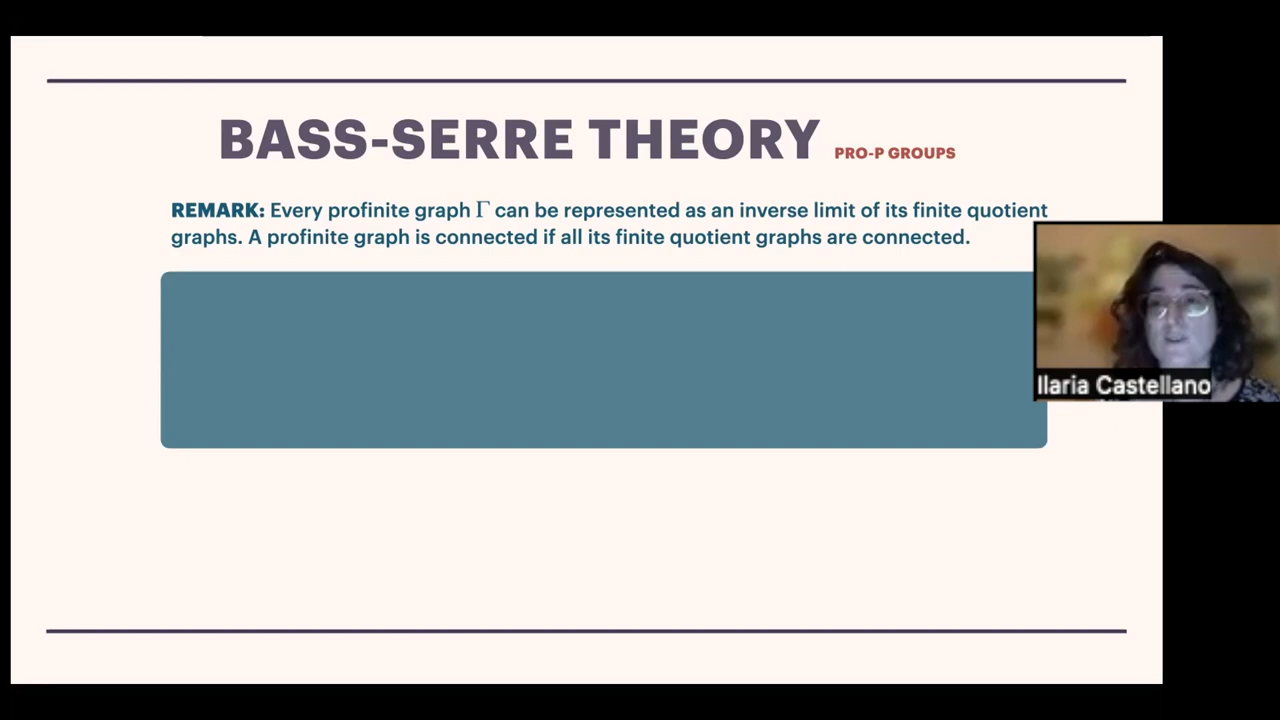 BASS-SERRE THEORY PRO-P GROUPS
REMARK: Every profinite graph Γ can be represented as an inverse limit of its finite quotient
graphs. A profinite graph is connected if all its finite quotient graphs are connected.
Ilaria Castellano